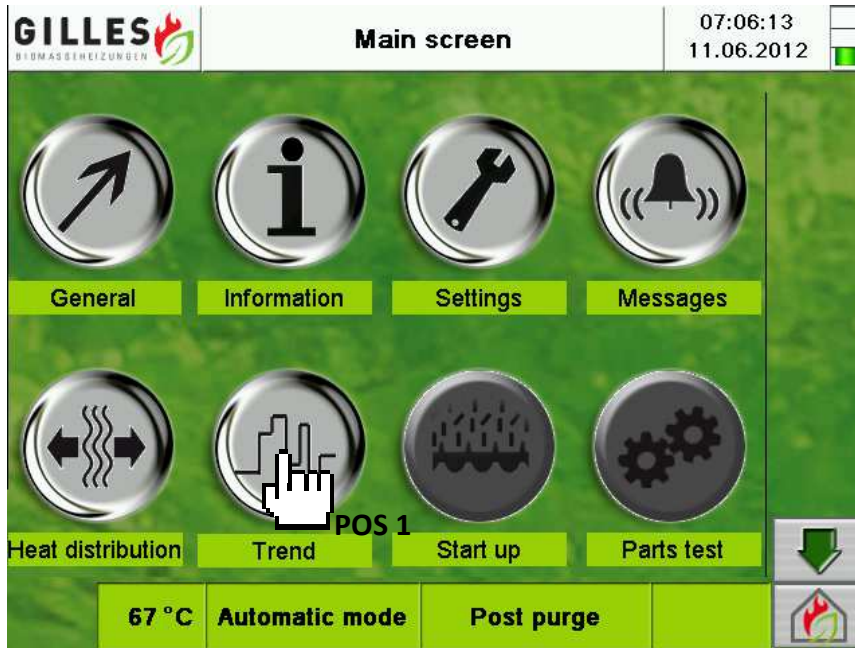 GILLES
BIOMASSEHEIZUNGEN
Main screen
07:06:13
11.06.2012
General
Information
Settings
Messages
POS 1
Heat distribution
Trend
Start up
Parts test
67 °C
Automatic mode
Post purge